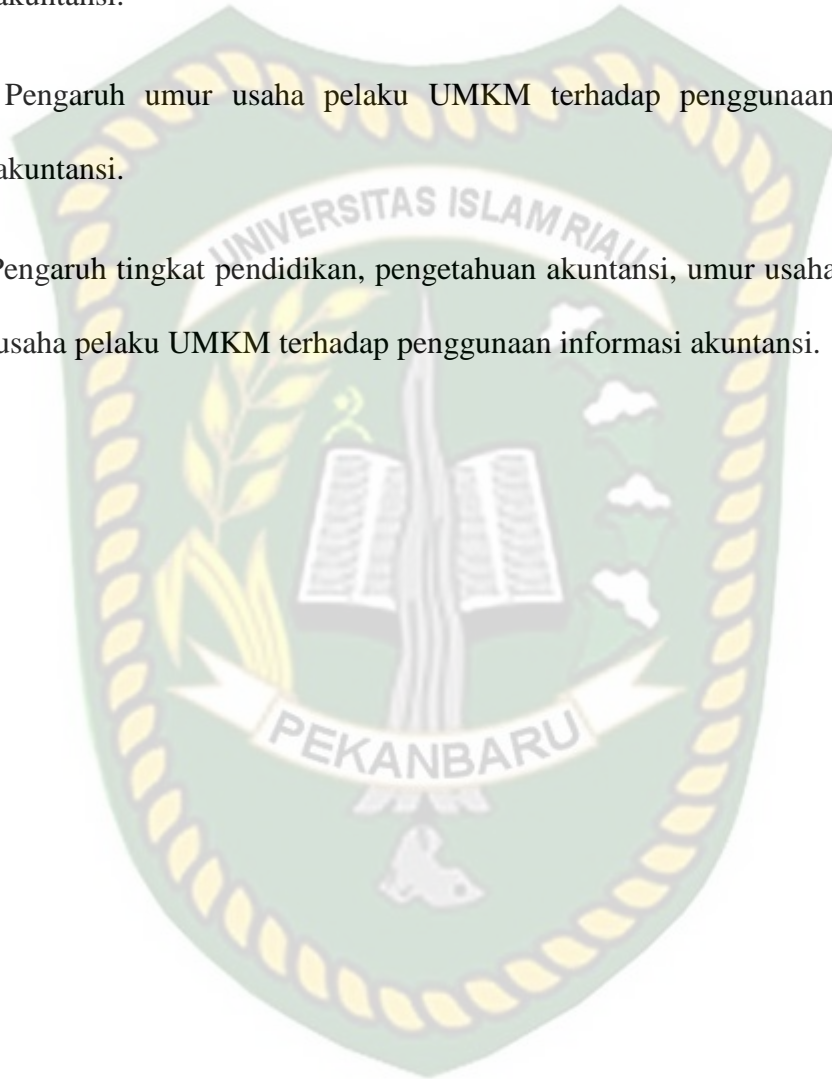 akuntansi.
Pengaruh umur usaha pelaku UMKM terhadap penggunaan
akuntansi.
Pengaruh tingkat pendidikan, pengetahuan akuntansi, umur usaha
usaha pelaku UMKM terhadap penggunaan informasi akuntansi.
UNIVERSITAS ISLAM RIAU
PEKANBARU